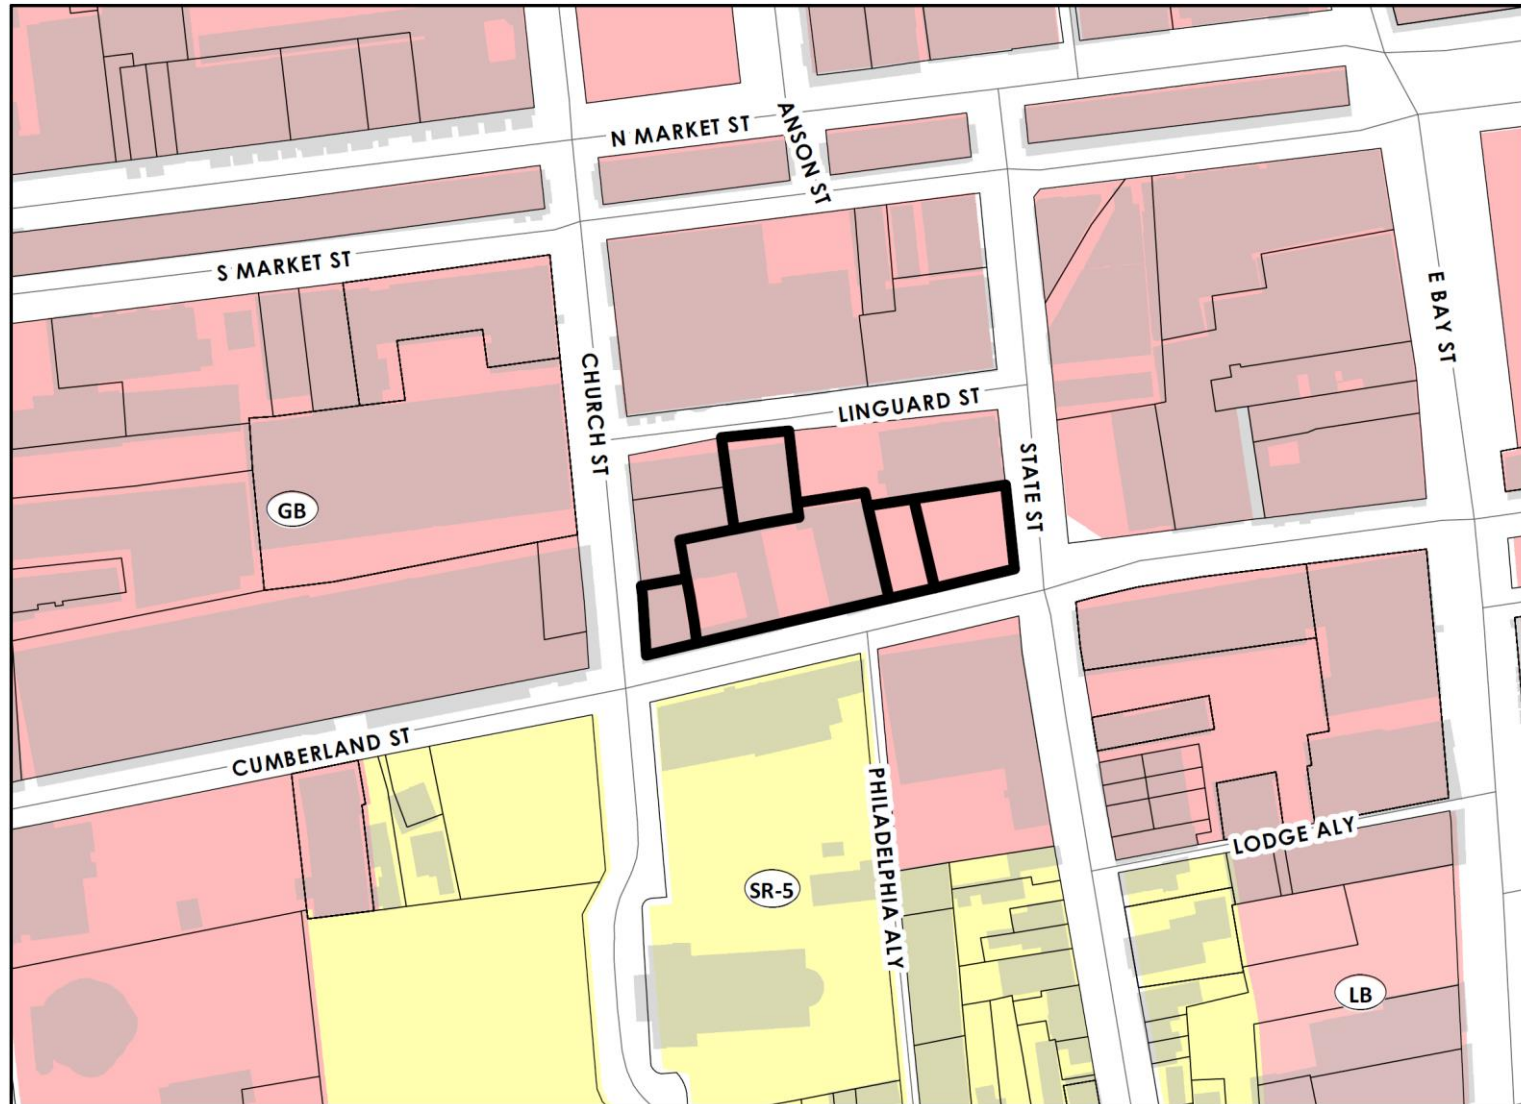 N MARKET ST
ANSON ST
S MARKET ST
E BAY ST
CHURCH ST
LINGUARD ST
STATE ST
GB
CUMBERLAND ST
PHILADELPHIA ALY
LODGE ALY
SR-5
LB